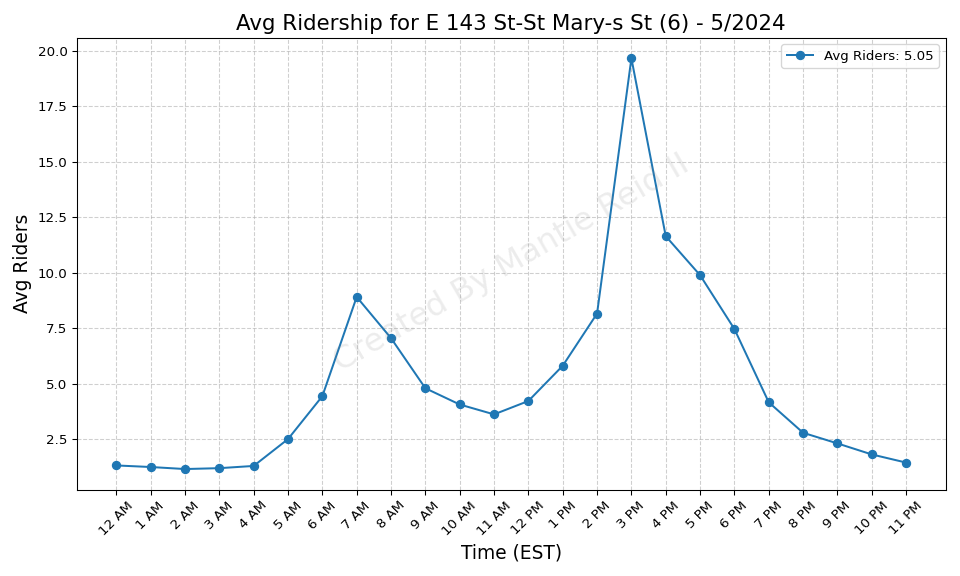 Avg Ridership for E 143 St-St Mary-s St (6) - 5/2024
Avg Riders: 5.05
20.0
17.5
15.0
12.5
10.0
7.5
5.0
2.5
Avg Riders
Created By Mantie Reid II
12 AM
1 AM
2 AM
3 AM
4 AM
5 AM
6 AM
7 AM
8 AM
9 AM
10 AM
11 AM
12 PM
1 PM
2 PM
3 PM
4 PM
5 PM
6 PM
7 PM
8 PM
9 PM
10 PM
11 PM
Time (EST)